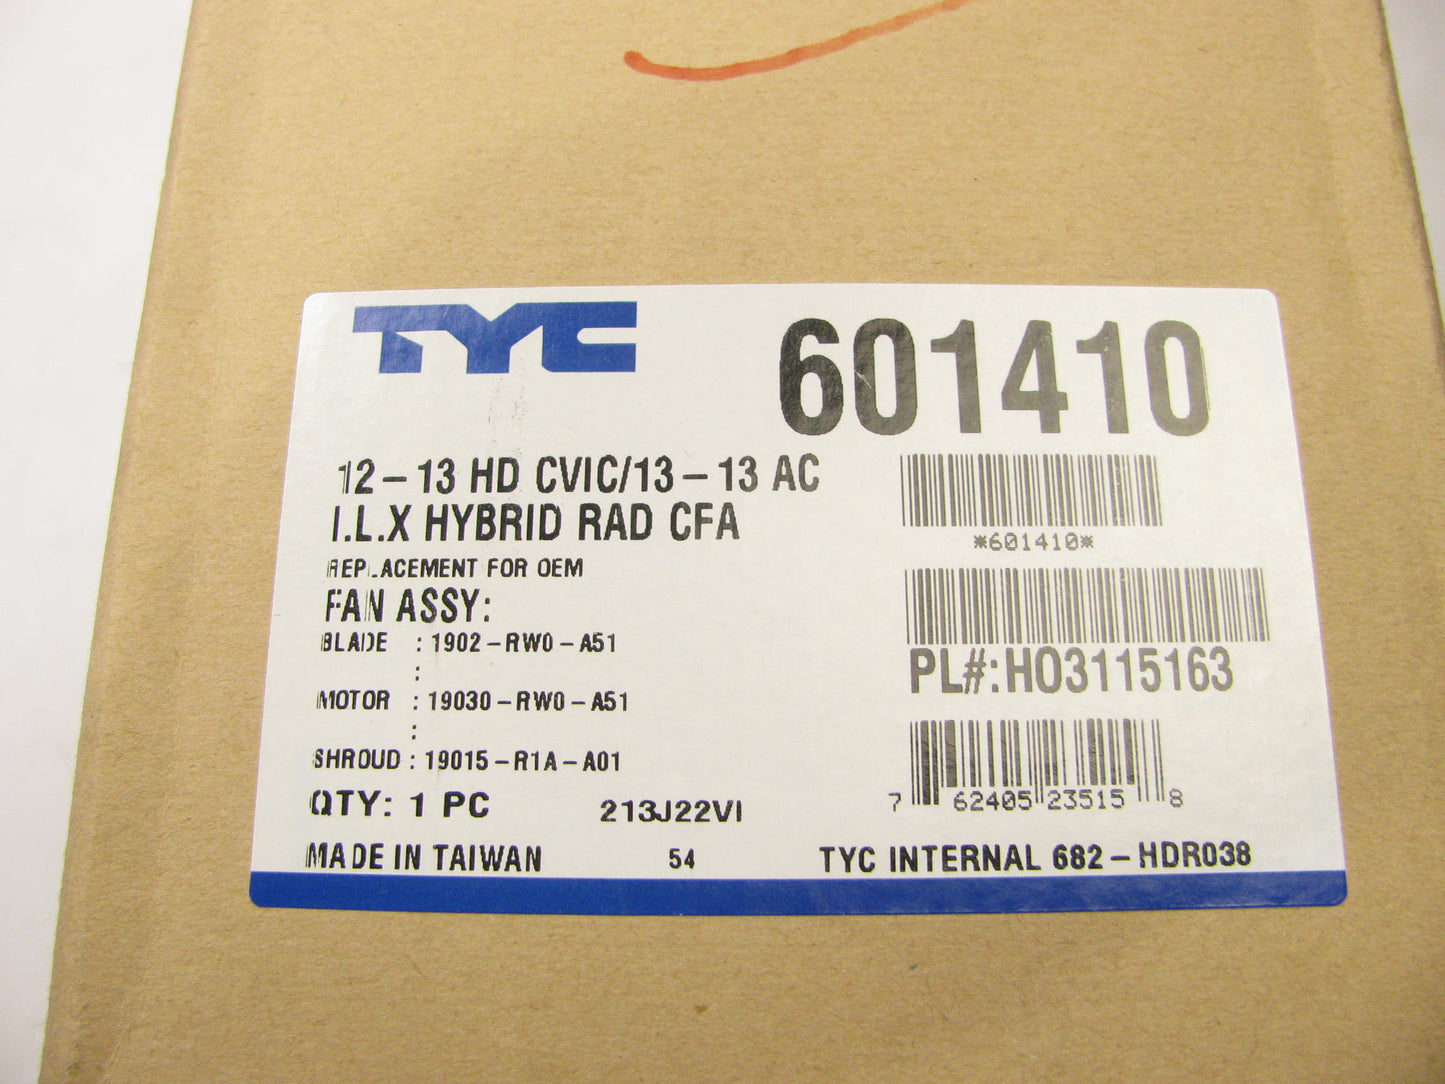 TYC
601410
12-13 HD CVIC/13-13 AC
I.L.X HYBRID RAD CFA
REPLACEMENT FOR OEM
FAN ASSY:
BLADE : 1902-RW0-A51
:
MOTOR : 19030-RW0-A51
:
SHROUD : 19015-R1A-A01
QTY: 1 PC 213J22VI
MADE IN TAIWAN 54
*601410*
PL#:HO3115163
7 62405 23515 8
TYC INTERNAL 682-HDR038